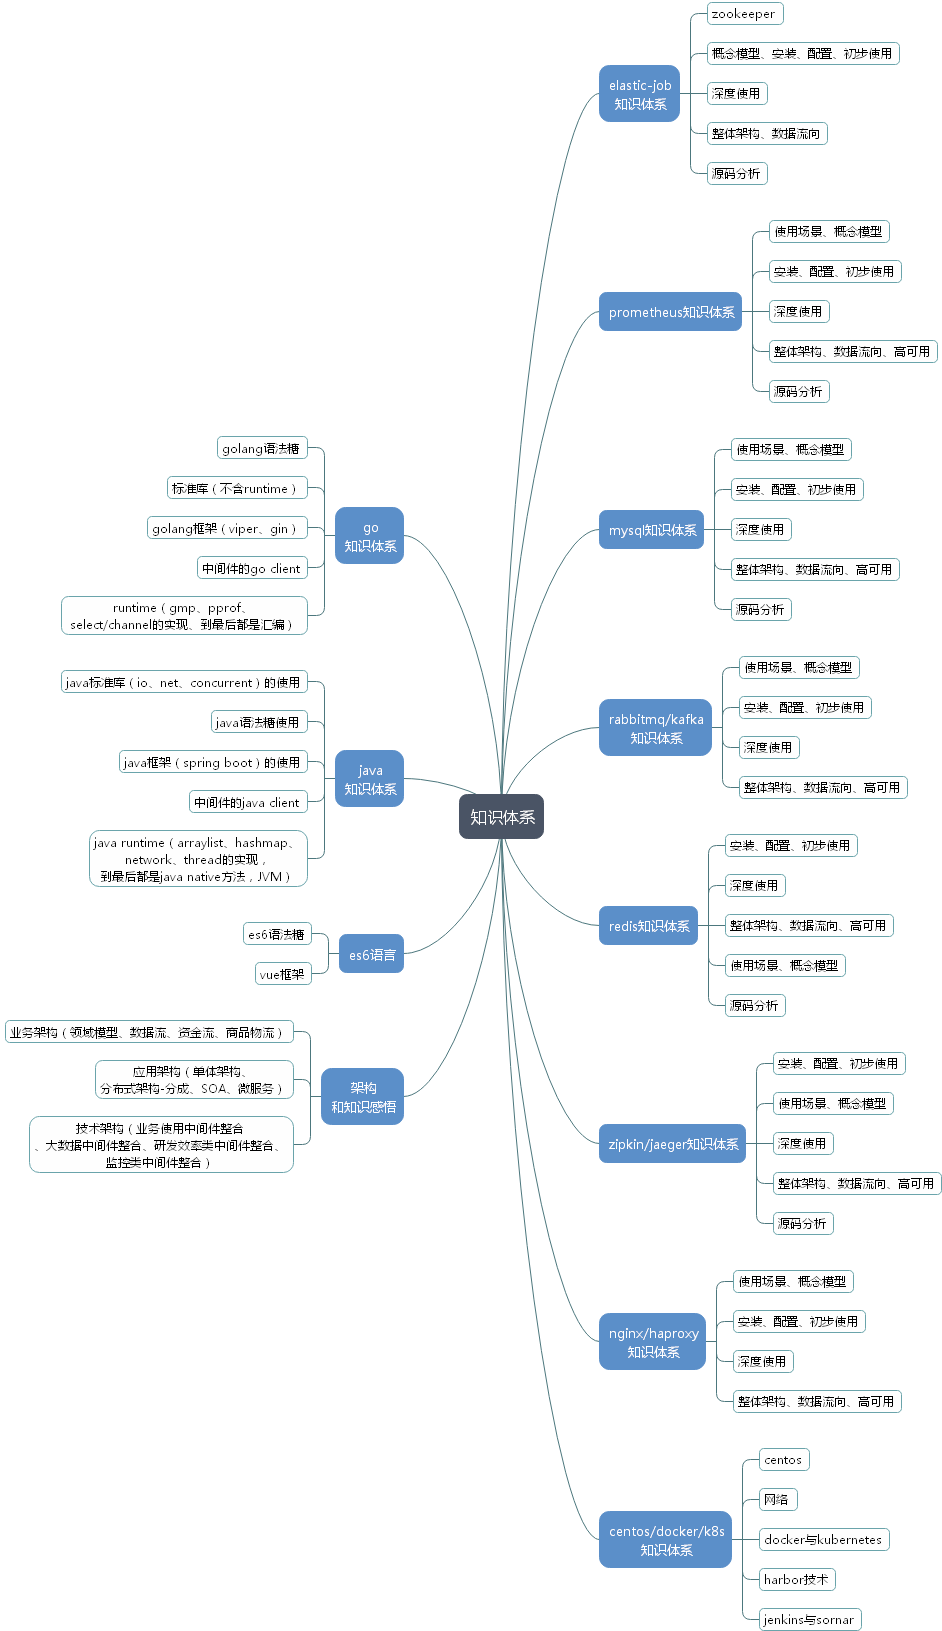 知识体系
elastic-job
知识体系
zookeeper
概念模型、安装、配置、初步使用
深度使用
整体架构、数据流向
源码分析
prometheus知识体系
使用场景、概念模型
安装、配置、初步使用
深度使用
整体架构、数据流向、高可用
源码分析
mysql知识体系
使用场景、概念模型
安装、配置、初步使用
深度使用
整体架构、数据流向、高可用
源码分析
rabbitmq/kafka
知识体系
使用场景、概念模型
安装、配置、初步使用
深度使用
整体架构、数据流向、高可用
redis知识体系
安装、配置、初步使用
深度使用
整体架构、数据流向、高可用
使用场景、概念模型
源码分析
zipkin/jaeger知识体系
安装、配置、初步使用
使用场景、概念模型
深度使用
整体架构、数据流向、高可用
源码分析
nginx/haproxy
知识体系
使用场景、概念模型
安装、配置、初步使用
深度使用
整体架构、数据流向、高可用
centos/docker/k8s
知识体系
centos
网络
docker与kubernetes
harbor技术
jenkins与sornar
go
知识体系
golang语法糖
标准库（不含runtime）
golang框架（viper、gin）
中间件的go client
runtime（gmp、pprof、
select/channel的实现、到最后都是汇编）
java
知识体系
java标准库（io、net、concurrent）的使用
java语法糖使用
java框架（spring boot）的使用
中间件的java client
java runtime（arraylist、hashmap、
network、thread的实现，
到最后都是java native方法，JVM）
es6语言
es6语法糖
vue框架
架构
和知识感悟
业务架构（领域模型、数据流、资金流、商品物流）
应用架构（单体架构、
分布式架构-分成、SOA、微服务）
技术架构（业务使用中间件整合
、大数据中间件整合、研发效率类中间件整合、
监控类中间件整合）